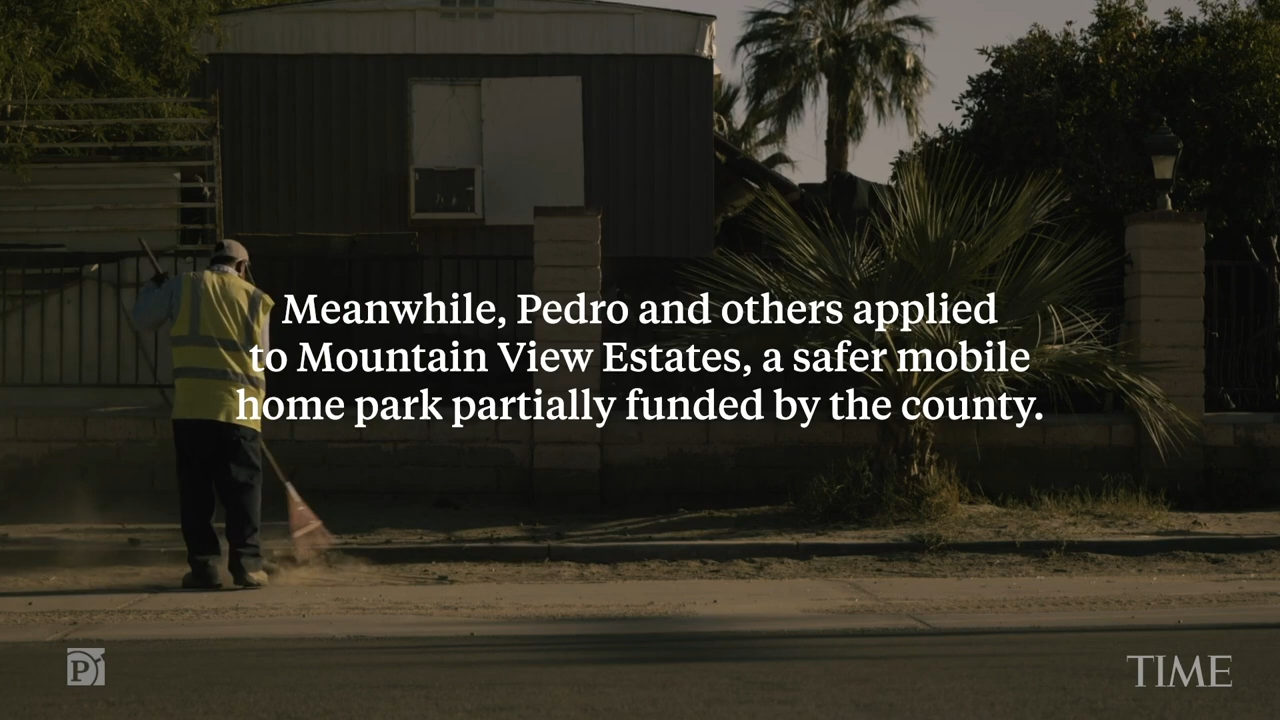 Meanwhile, Pedro and others applied
to Mountain View Estates, a safer mobile
home park partially funded by the county.
P
TIME